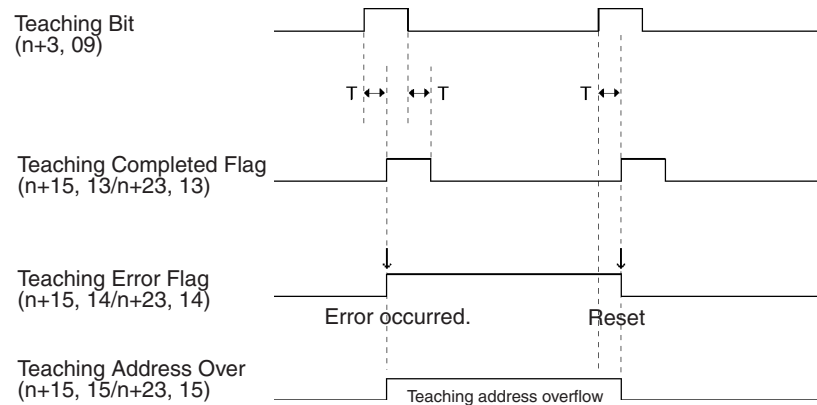 Teaching Bit
(n+3, 09)
T
T
T
Teaching Completed Flag
(n+15, 13/n+23, 13)
Teaching Error Flag
(n+15, 14/n+23, 14)
Error occurred.
Reset
Teaching Address Over
(n+15, 15/n+23, 15)
Teaching address overflow